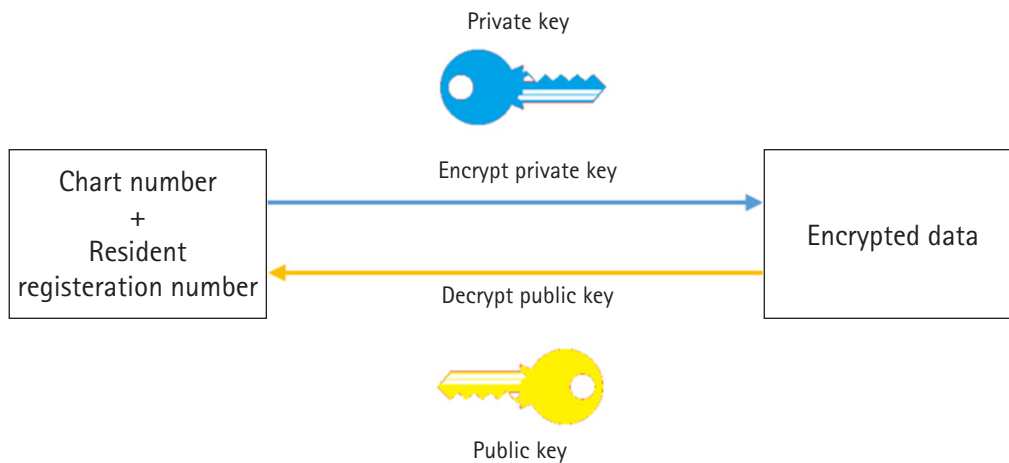 Private key
Encrypt private key
Chart number
+
Resident
registeration number
Encrypted data
Decrypt public key
Public key